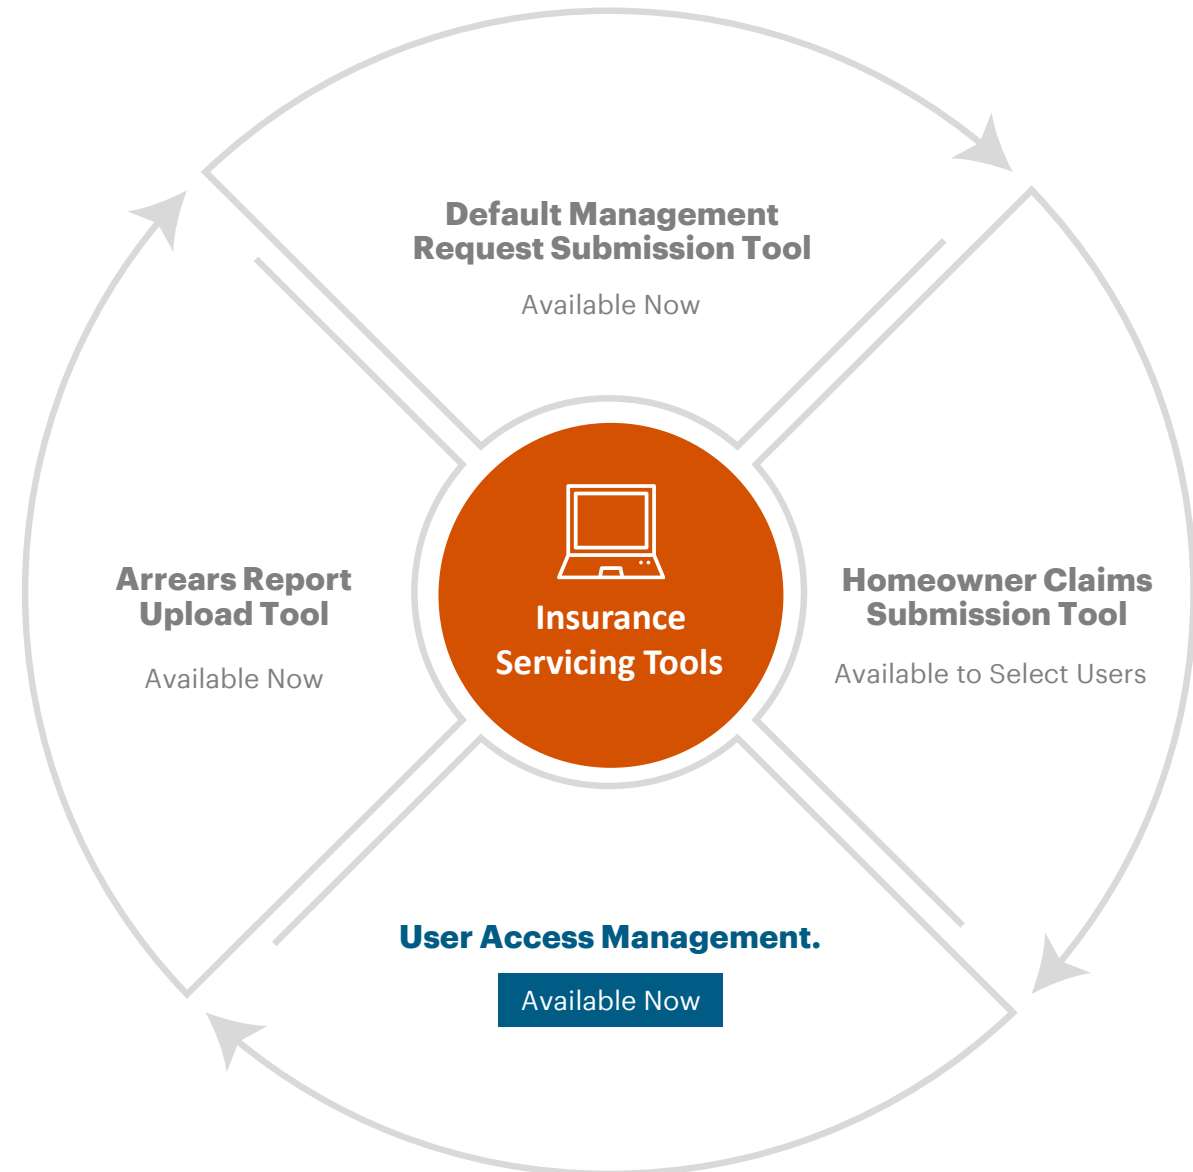 Default Management
Request Submission Tool
Available Now
Arrears Report
Upload Tool
Available Now
Insurance
Servicing Tools
Homeowner Claims
Submission Tool
Available to Select Users
User Access Management.
Available Now